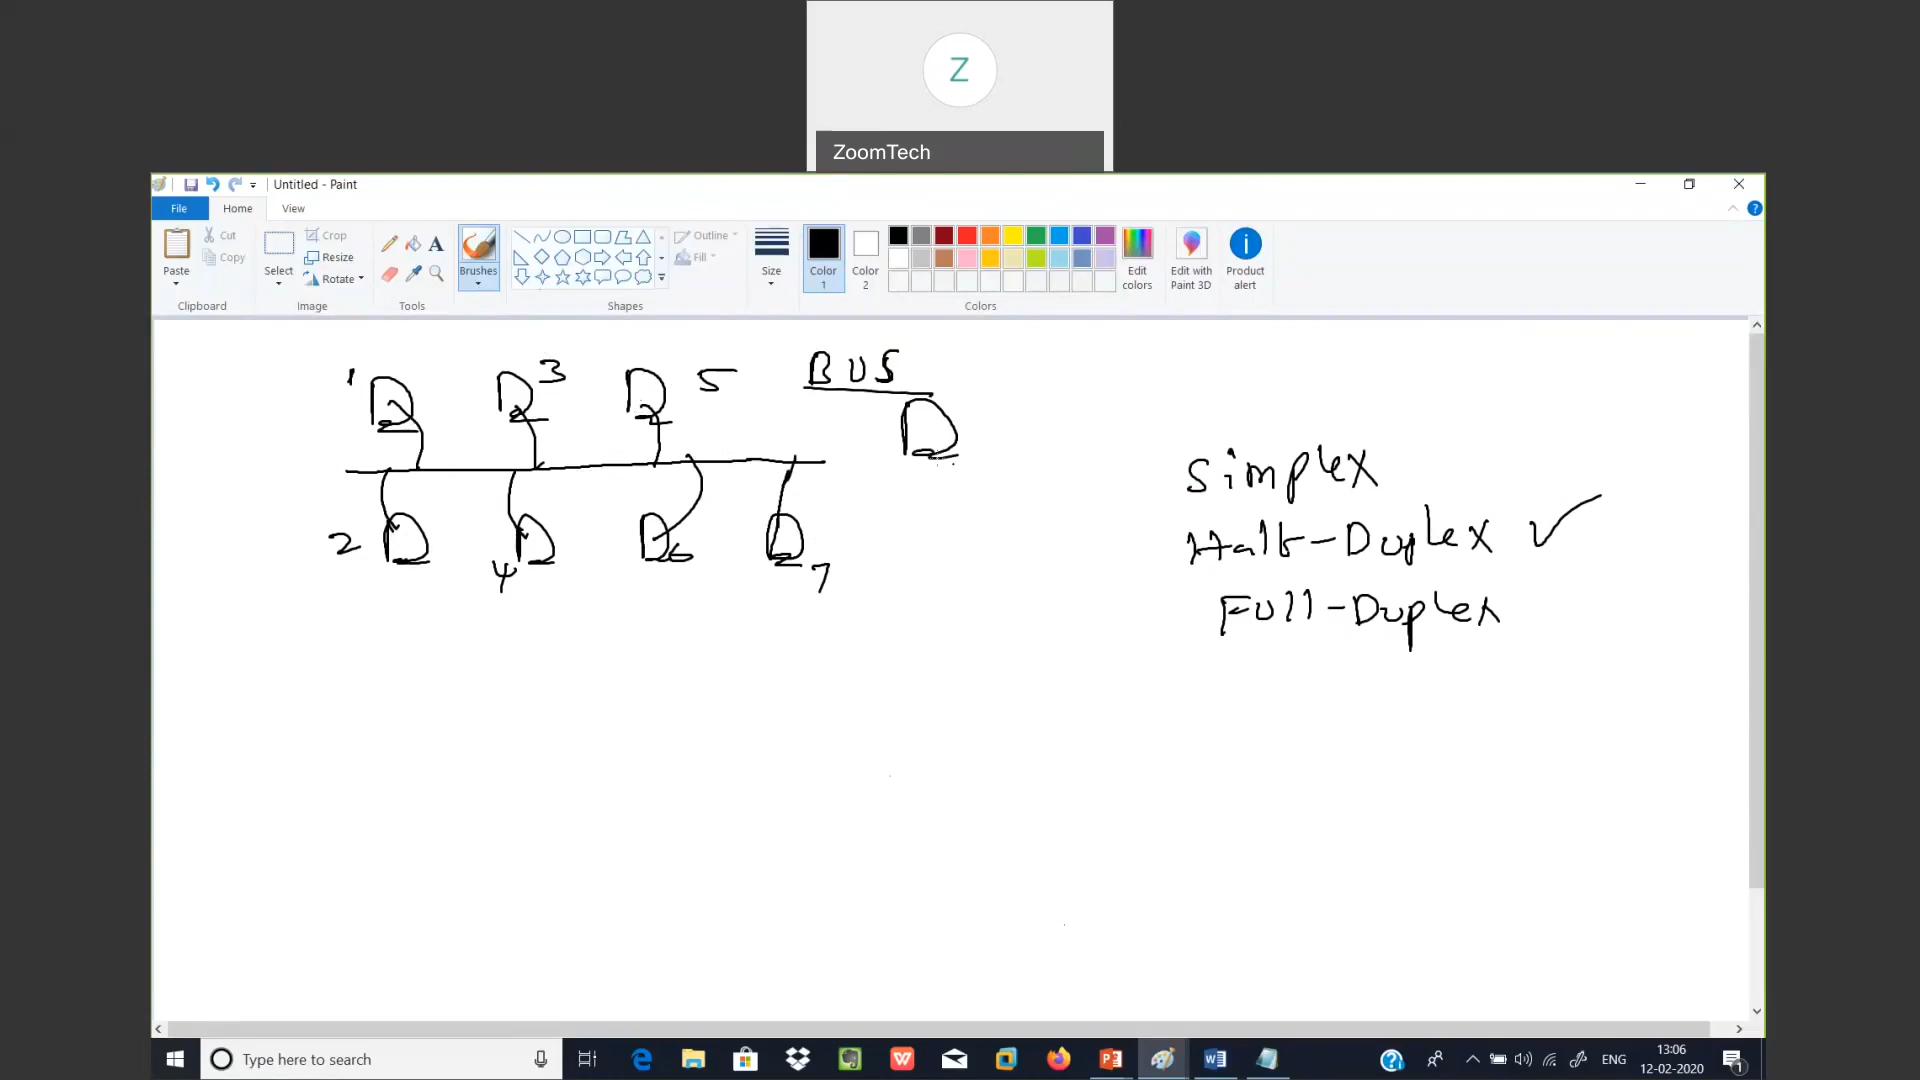 Z
ZoomTech
Untitled - Paint
File Home View
Paste Cut Copy Clipboard
Select Crop Resize Rotate Image
Tools
Brushes
Shapes Outline Fill
Size
Color 1 Color 2
Colors
Edit colors
Edit with Paint 3D
Product alert
BUS
1 3 5
2 4 6 7
Simplex
Half-Duplex ✓
Full-Duplex
Type here to search
ENG
13:06
12-02-2020